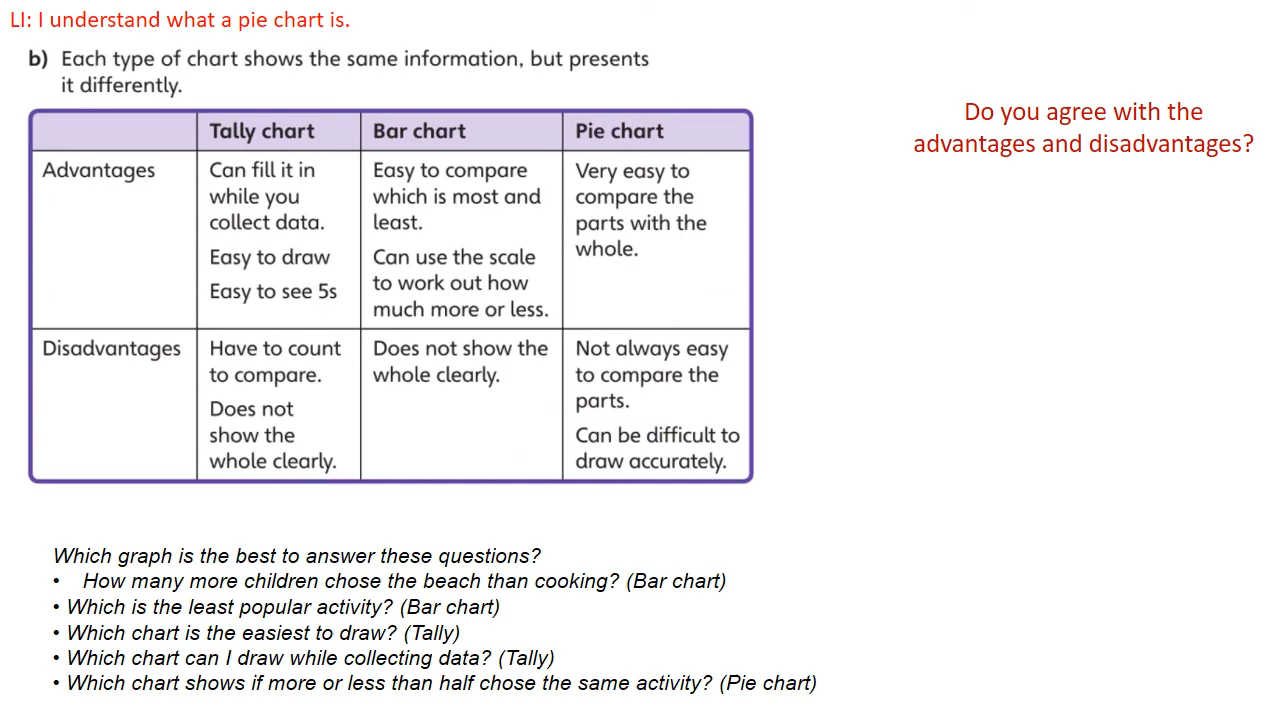 LI: I understand what a pie chart is.
b) Each type of chart shows the same information, but presents
it differently.
Do you agree with the
advantages and disadvantages?
Tally chart
Bar chart
Pie chart
Advantages
Can fill it in
while you
collect data.
Easy to draw
Easy to see 5s
Easy to compare
which is most and
least.
Can use the scale
to work out how
much more or less.
Very easy to
compare the
parts with the
whole.
Disadvantages
Have to count
to compare.
Does not
show the
whole clearly.
Does not show the
whole clearly.
Not always easy
to compare the
parts.
Can be difficult to
draw accurately.
Which graph is the best to answer these questions?
• How many more children chose the beach than cooking? (Bar chart)
• Which is the least popular activity? (Bar chart)
• Which chart is the easiest to draw? (Tally)
• Which chart can I draw while collecting data? (Tally)
• Which chart shows if more or less than half chose the same activity? (Pie chart)